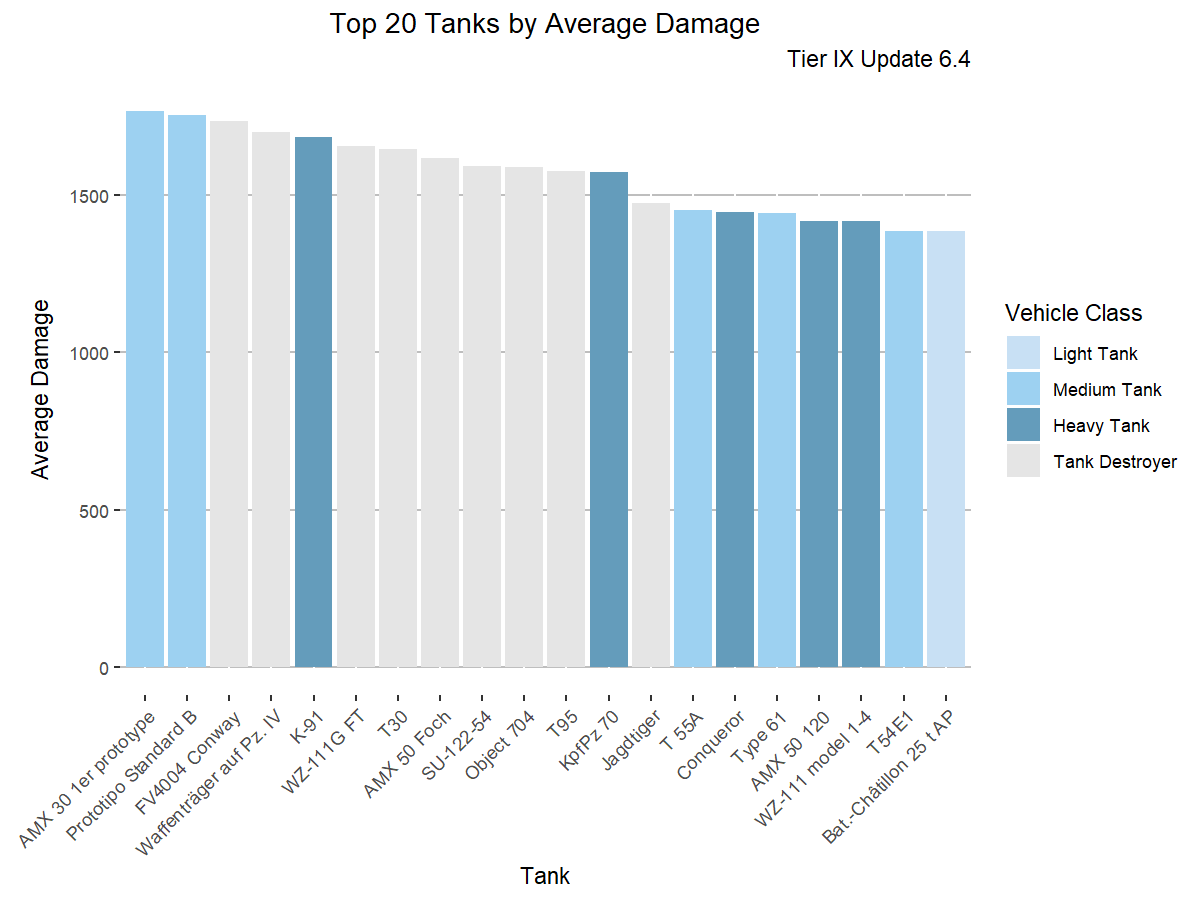 Top 20 Tanks by Average Damage
Tier IX Update 6.4
Average Damage
1500
1000
500
0
AMX 30 1er prototype
Prototipo Standard B
FV4004 Conway
Waffenträger auf Pz. IV
K-91
WZ-111G FT
T30
AMX 50 Foch
SU-122-54
Object 704
T95
KpfPz 70
Jagdtiger
T 55A
Conqueror
Type 61
AMX 50 120
WZ-111 model 1-4
T54E1
Bat.-Châtillon 25 t AP
Tank
Vehicle Class
Light Tank
Medium Tank
Heavy Tank
Tank Destroyer